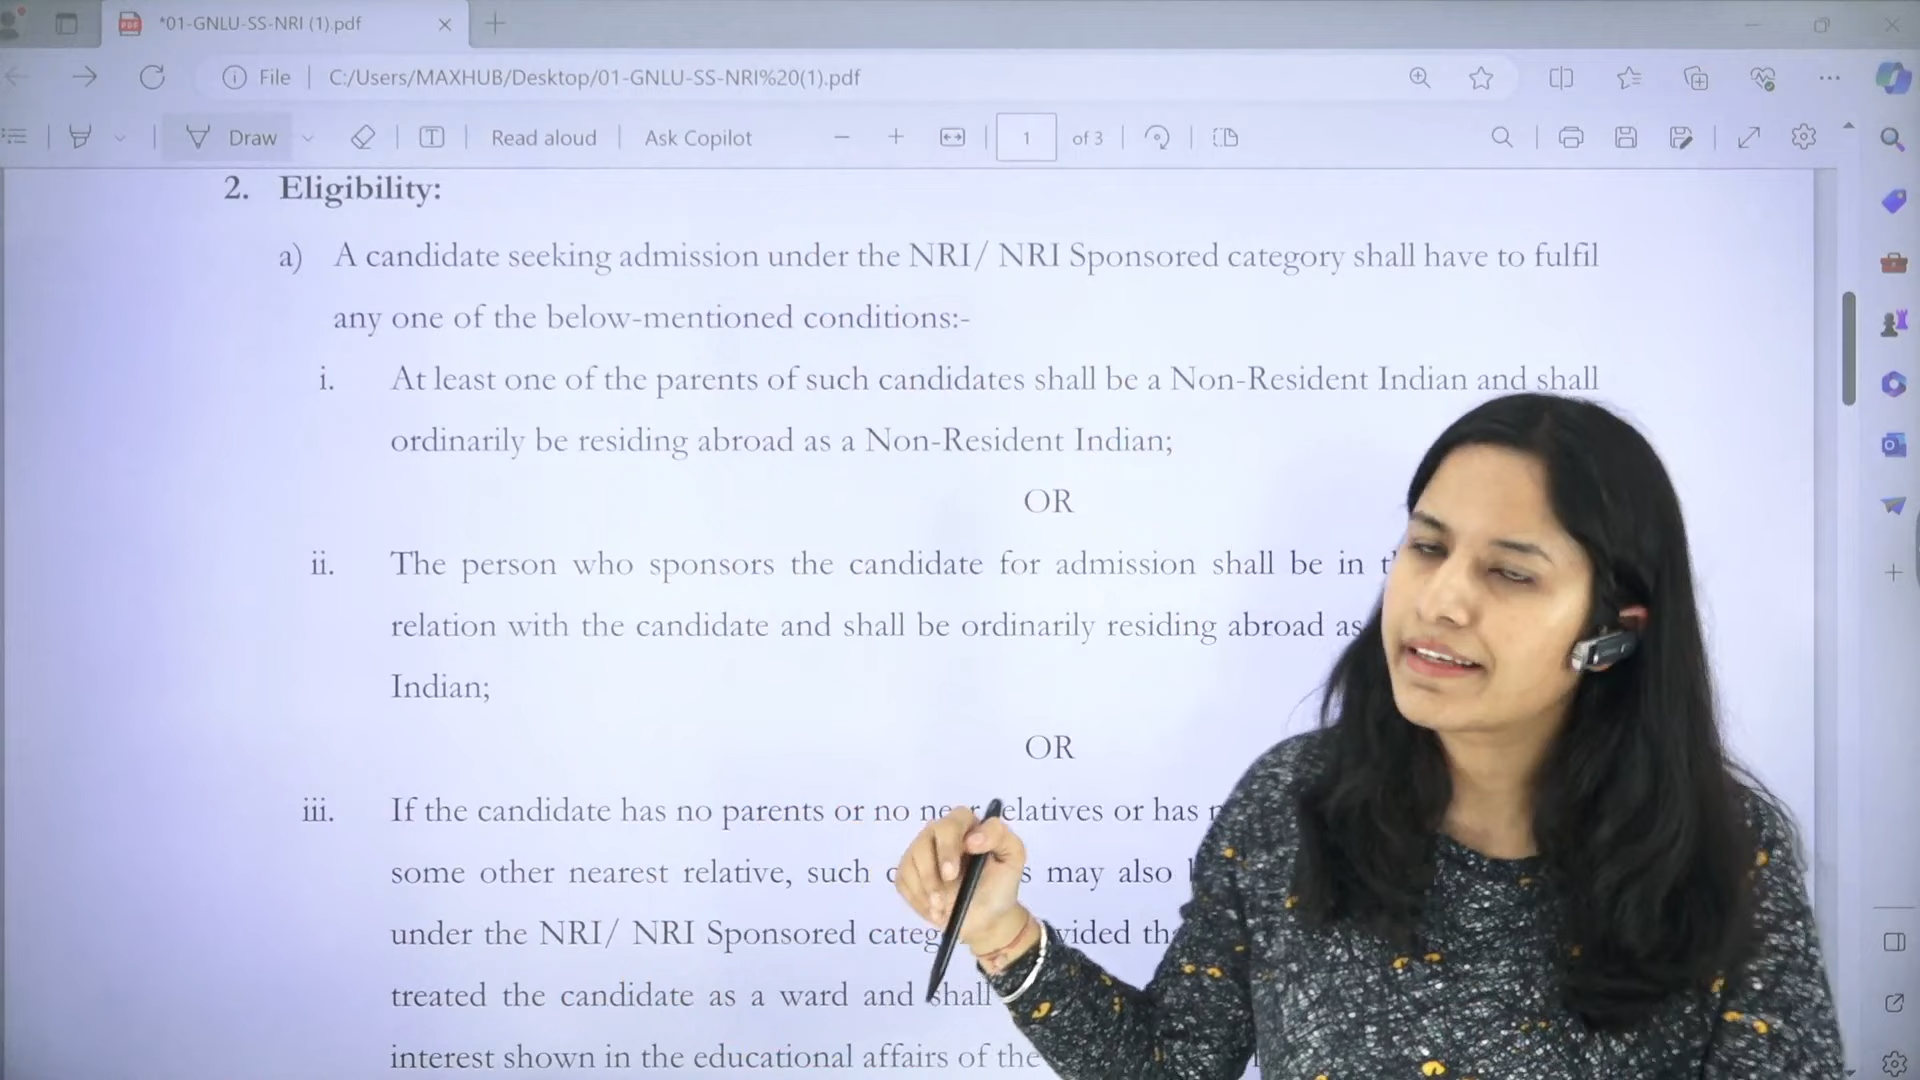 *01-GNLU-SS-NRI (1).pdf
File
C:/Users/MAXHUB/Desktop/01-GNLU-SS-NRI%20(1).pdf
Draw
Read aloud
Ask Copilot
1
of 3
2. Eligibility:
a) A candidate seeking admission under the NRI/ NRI Sponsored category shall have to fulfil
any one of the below-mentioned conditions:-
i. At least one of the parents of such candidates shall be a Non-Resident Indian and shall
ordinarily be residing abroad as a Non-Resident Indian;
OR
ii. The person who sponsors the candidate for admission shall be in
relation with the candidate and shall be ordinarily residing abroad as
Indian;
OR
iii. If the candidate has no parents or no relatives or has
some other nearest relative, such may also
under the NRI/ NRI Sponsored
treated the candidate as a ward and shall
interest shown in the educational affairs of the